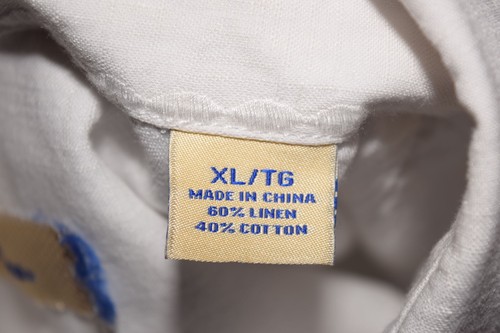 XL/TG
MADE IN CHINA
60% LINEN
40% COTTON